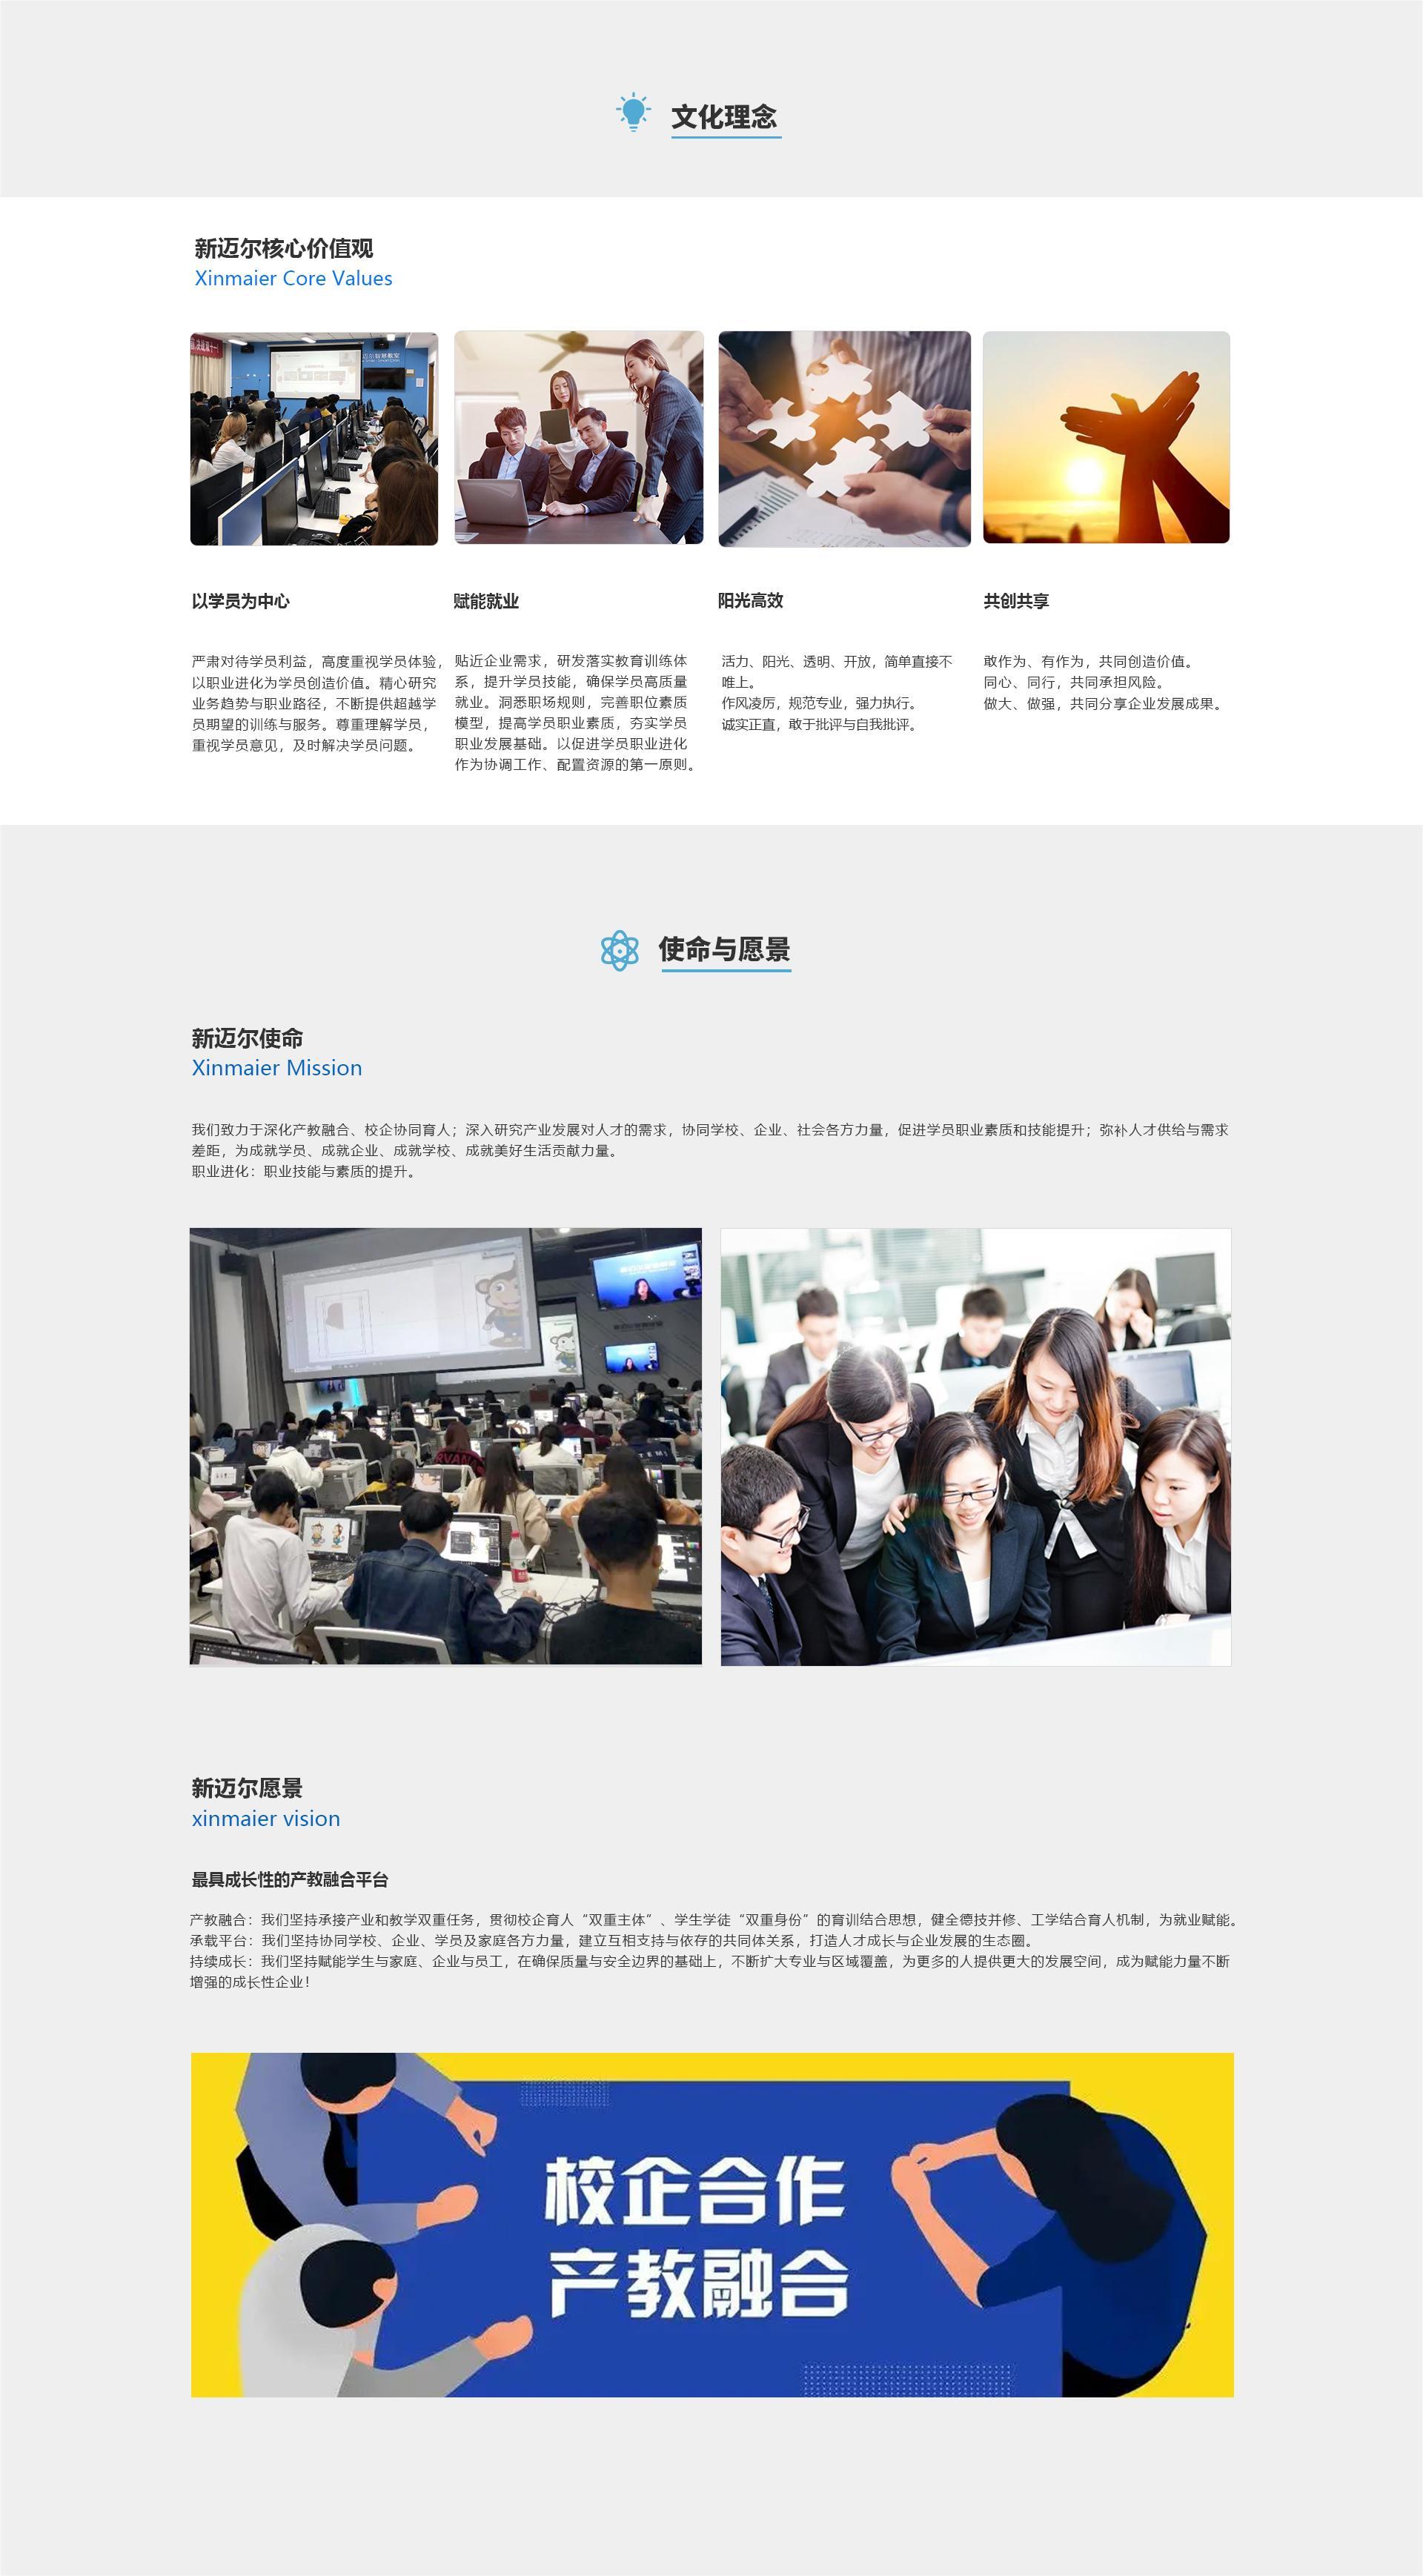 文化理念
新迈尔核心价值观
Xinmaier Core Values
以学员为中心
严肃对待学员利益，高度重视学员体验，
以职业进化为学员创造价值。精心研究
业务趋势与职业路径，不断提供超越学
员期望的训练与服务。尊重理解学员，
重视学员意见，及时解决学员问题。
赋能就业
贴近企业需求，研发落实教育训练体
系，提升学员技能，确保学员高质量
就业。洞悉职场规则，完善职位素质
模型，提高学员职业素质，夯实学员
职业发展基础。以促进学员职业进化
作为协调工作、配置资源的第一原则。
阳光高效
活力、阳光、透明、开放，简单直接不
唯上。
作风凌厉，规范专业，强力执行。
诚实正直，敢于批评与自我批评。
共创共享
敢作为、有作为，共同创造价值。
同心、同行，共同承担风险。
做大、做强，共同分享企业发展成果。
使命与愿景
新迈尔使命
Xinmaier Mission
我们致力于深化产教融合、校企协同育人；深入研究产业发展对人才的需求，协同学校、企业、社会各方力量，促进学员职业素质和技能提升；弥补人才供给与需求
差距，为成就学员、成就企业、成就学校、成就美好生活贡献力量。
职业进化：职业技能与素质的提升。
新迈尔愿景
xinmaier vision
最具成长性的产教融合平台
产教融合：我们坚持承接产业和教学双重任务，贯彻校企育人“双重主体”、学生学徒“双重身份”的育训结合思想，健全德技并修、工学结合育人机制，为就业赋能。
承载平台：我们坚持协同学校、企业、学员及家庭各方力量，建立互相支持与依存的共同体关系，打造人才成长与企业发展的生态圈。
持续成长：我们坚持赋能学生与家庭、企业与员工，在确保质量与安全边界的基础上，不断扩大专业与区域覆盖，为更多的人提供更大的发展空间，成为赋能力量不断
增强的成长性企业！
校企合作
产教融合